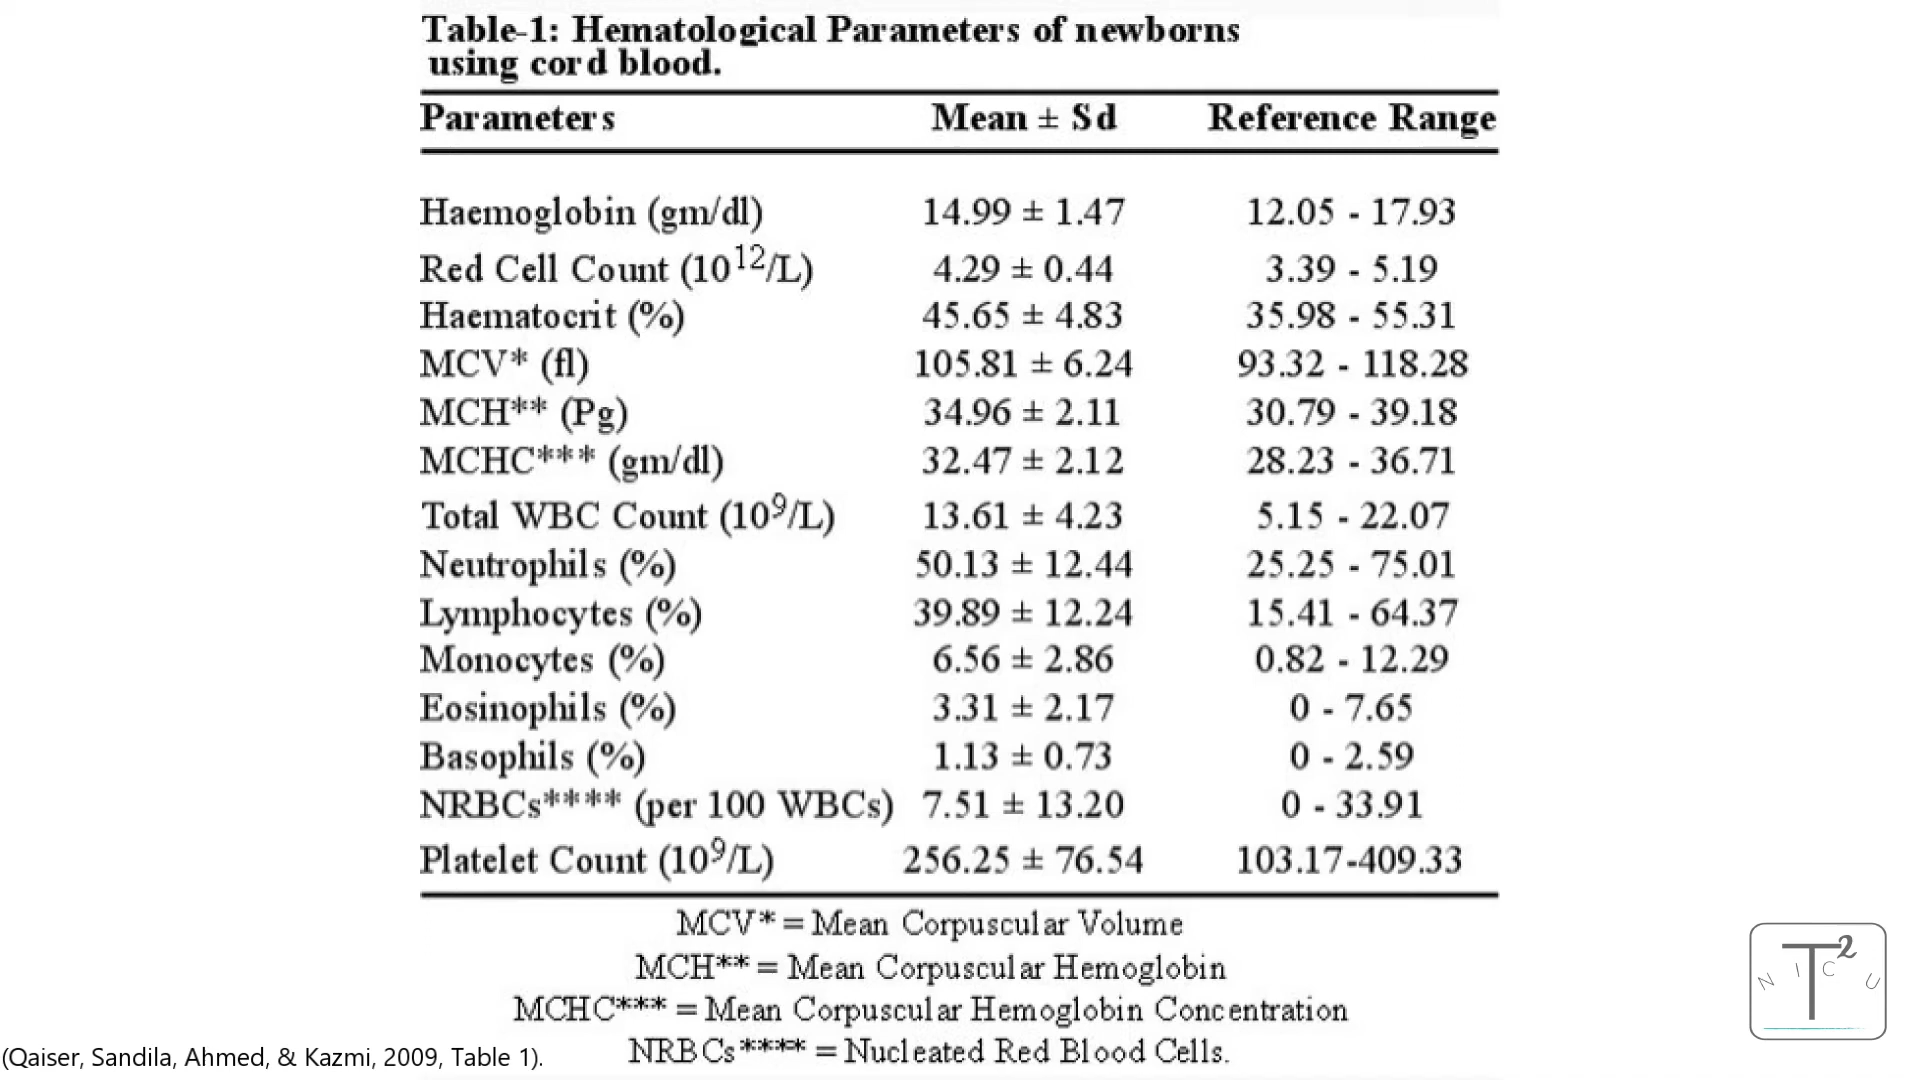 Table-1: Hematological Parameters of newborns
using cord blood.
Parameters Mean ± Sd Reference Range
Haemoglobin (gm/dl) 14.99 ± 1.47 12.05 - 17.93
Red Cell Count (10¹²/L) 4.29 ± 0.44 3.39 - 5.19
Haematocrit (%) 45.65 ± 4.83 35.98 - 55.31
MCV* (fl) 105.81 ± 6.24 93.32 - 118.28
MCH** (Pg) 34.96 ± 2.11 30.79 - 39.18
MCHC*** (gm/dl) 32.47 ± 2.12 28.23 - 36.71
Total WBC Count (10⁹/L) 13.61 ± 4.23 5.15 - 22.07
Neutrophils (%) 50.13 ± 12.44 25.25 - 75.01
Lymphocytes (%) 39.89 ± 12.24 15.41 - 64.37
Monocytes (%) 6.56 ± 2.86 0.82 - 12.29
Eosinophils (%) 3.31 ± 2.17 0 - 7.65
Basophils (%) 1.13 ± 0.73 0 - 2.59
NRBCs**** (per 100 WBCs) 7.51 ± 13.20 0 - 33.91
Platelet Count (10⁹/L) 256.25 ± 76.54 103.17-409.33
MCV* = Mean Corpuscular Volume
MCH** = Mean Corpuscular Hemoglobin
MCHC*** = Mean Corpuscular Hemoglobin Concentration
NRBCs**** = Nucleated Red Blood Cells.
(Qaiser, Sandila, Ahmed, & Kazmi, 2009, Table 1).
T²
NICU